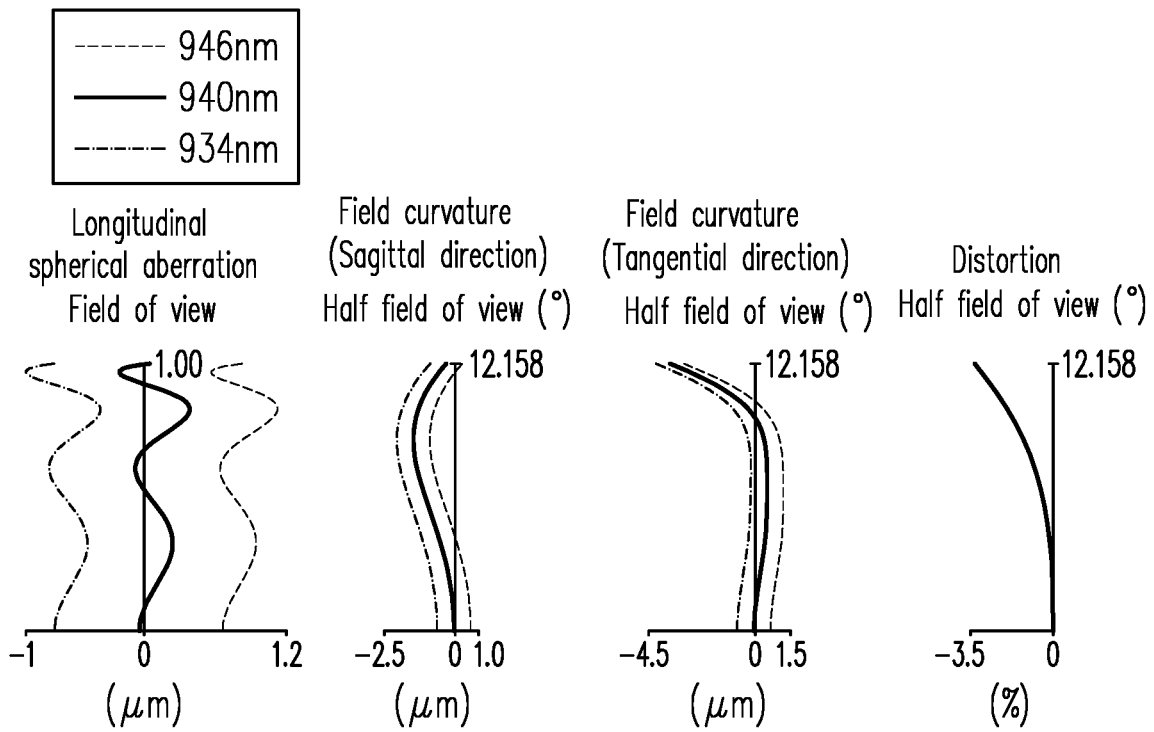 946nm
940nm
934nm
Longitudinal
spherical aberration
Field of view
1.00
-1 0 1.2
(μm)
Field curvature
(Sagittal direction)
Half field of view (°)
12.158
-2.5 0 1.0
(μm)
Field curvature
(Tangential direction)
Half field of view (°)
12.158
-4.5 0 1.5
(μm)
Distortion
Half field of view (°)
12.158
-3.5 0
(%)